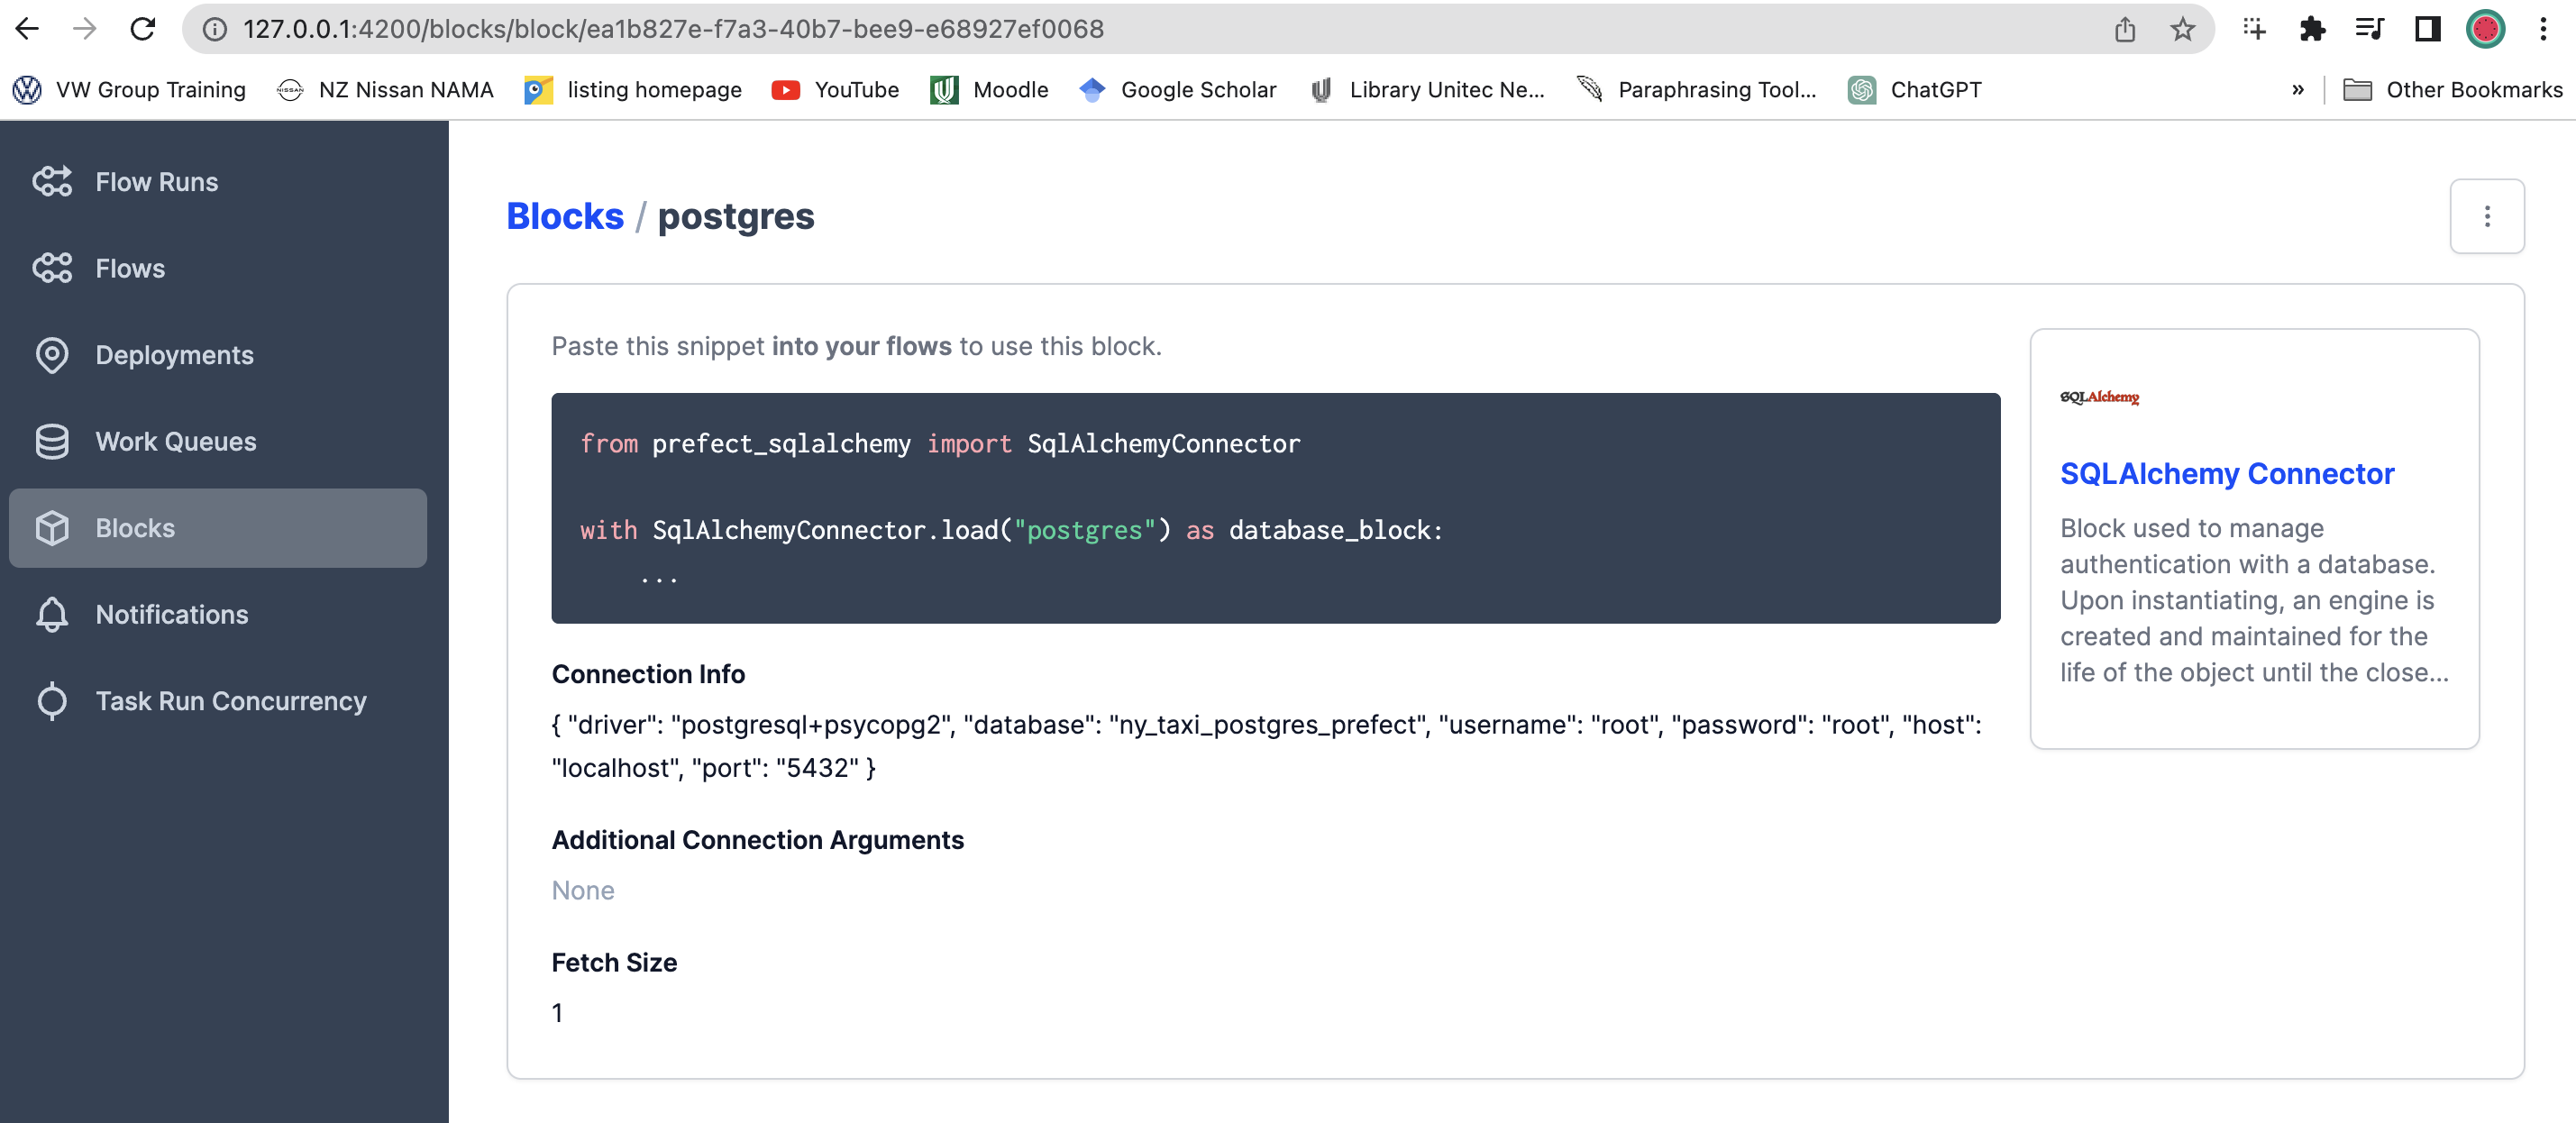 127.0.0.1:4200/blocks/block/ea1b827e-f7a3-40b7-bee9-e68927ef0068
VW Group Training
NISSAN
NZ Nissan NAMA
listing homepage
YouTube
Moodle
Google Scholar
Library Unitec Ne...
Paraphrasing Tool...
ChatGPT
»
Other Bookmarks
Flow Runs
Flows
Deployments
Work Queues
Blocks
Notifications
Task Run Concurrency
Blocks / postgres
Paste this snippet into your flows to use this block.
from prefect_sqlalchemy import SqlAlchemyConnector
with SqlAlchemyConnector.load("postgres") as database_block:
...
Connection Info
{ "driver": "postgresql+psycopg2", "database": "ny_taxi_postgres_prefect", "username": "root", "password": "root", "host":
"localhost", "port": "5432" }
Additional Connection Arguments
None
Fetch Size
1
SQLAlchemy
SQLAlchemy Connector
Block used to manage
authentication with a database.
Upon instantiating, an engine is
created and maintained for the
life of the object until the close...